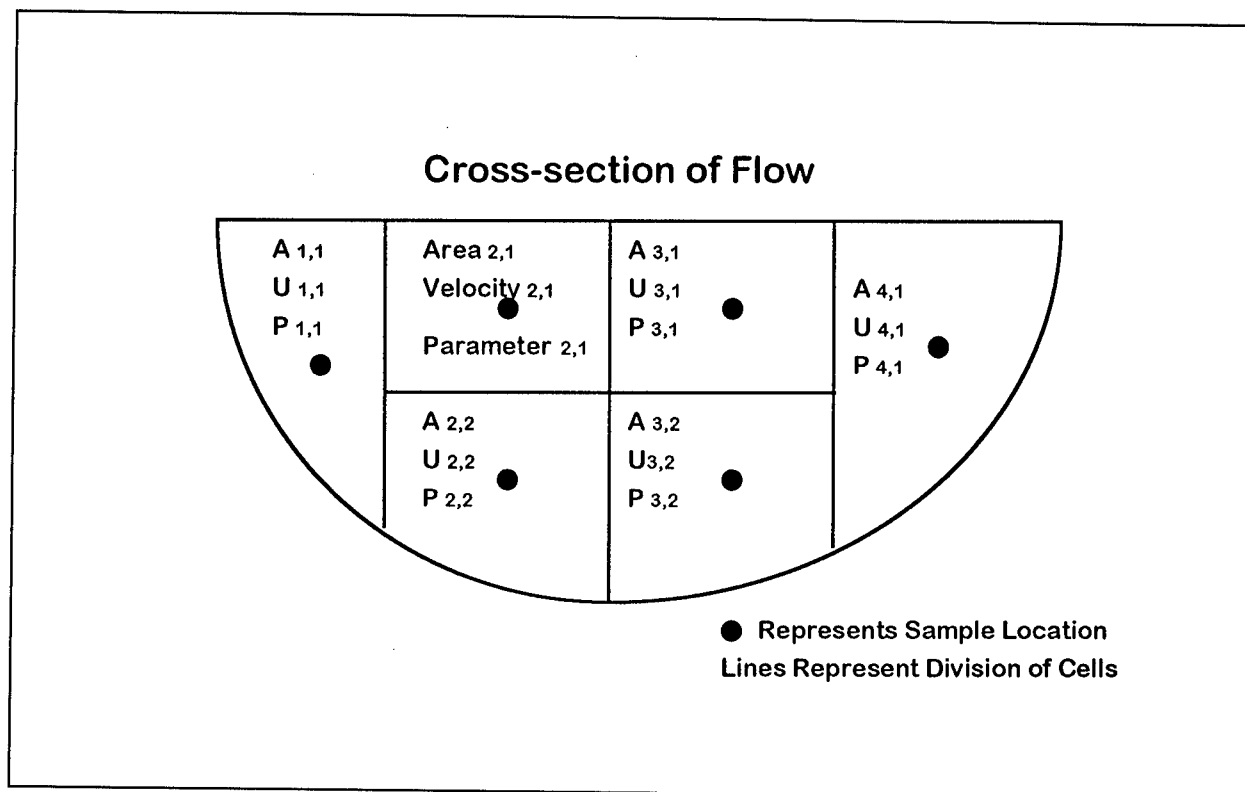 Cross-section of Flow
A 1,1
U 1,1
P 1,1
Area 2,1
Velocity 2,1
Parameter 2,1
A 3,1
U 3,1
P 3,1
A 4,1
U 4,1
P 4,1
A 2,2
U 2,2
P 2,2
A 3,2
U3,2
P 3,2
Represents Sample Location
Lines Represent Division of Cells